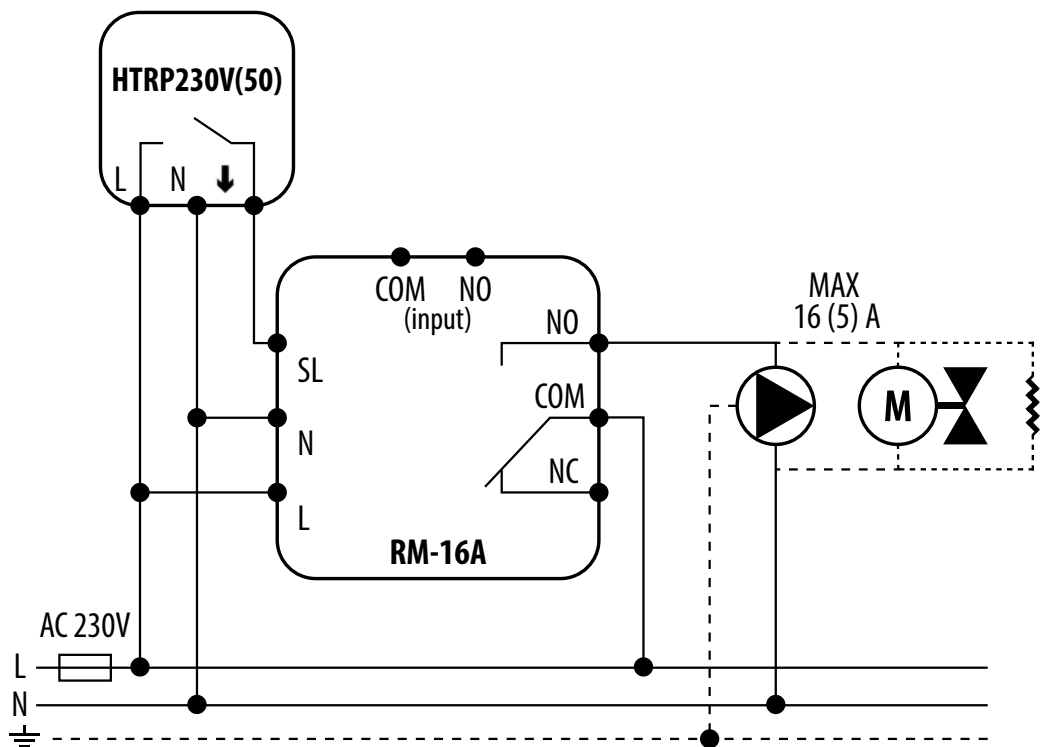 HTRP230V(50)
L N
COM NO
(input)
MAX
16 (5) A
NO
SL
COM
M
N
NC
L
RM-16A
AC 230V
L
N